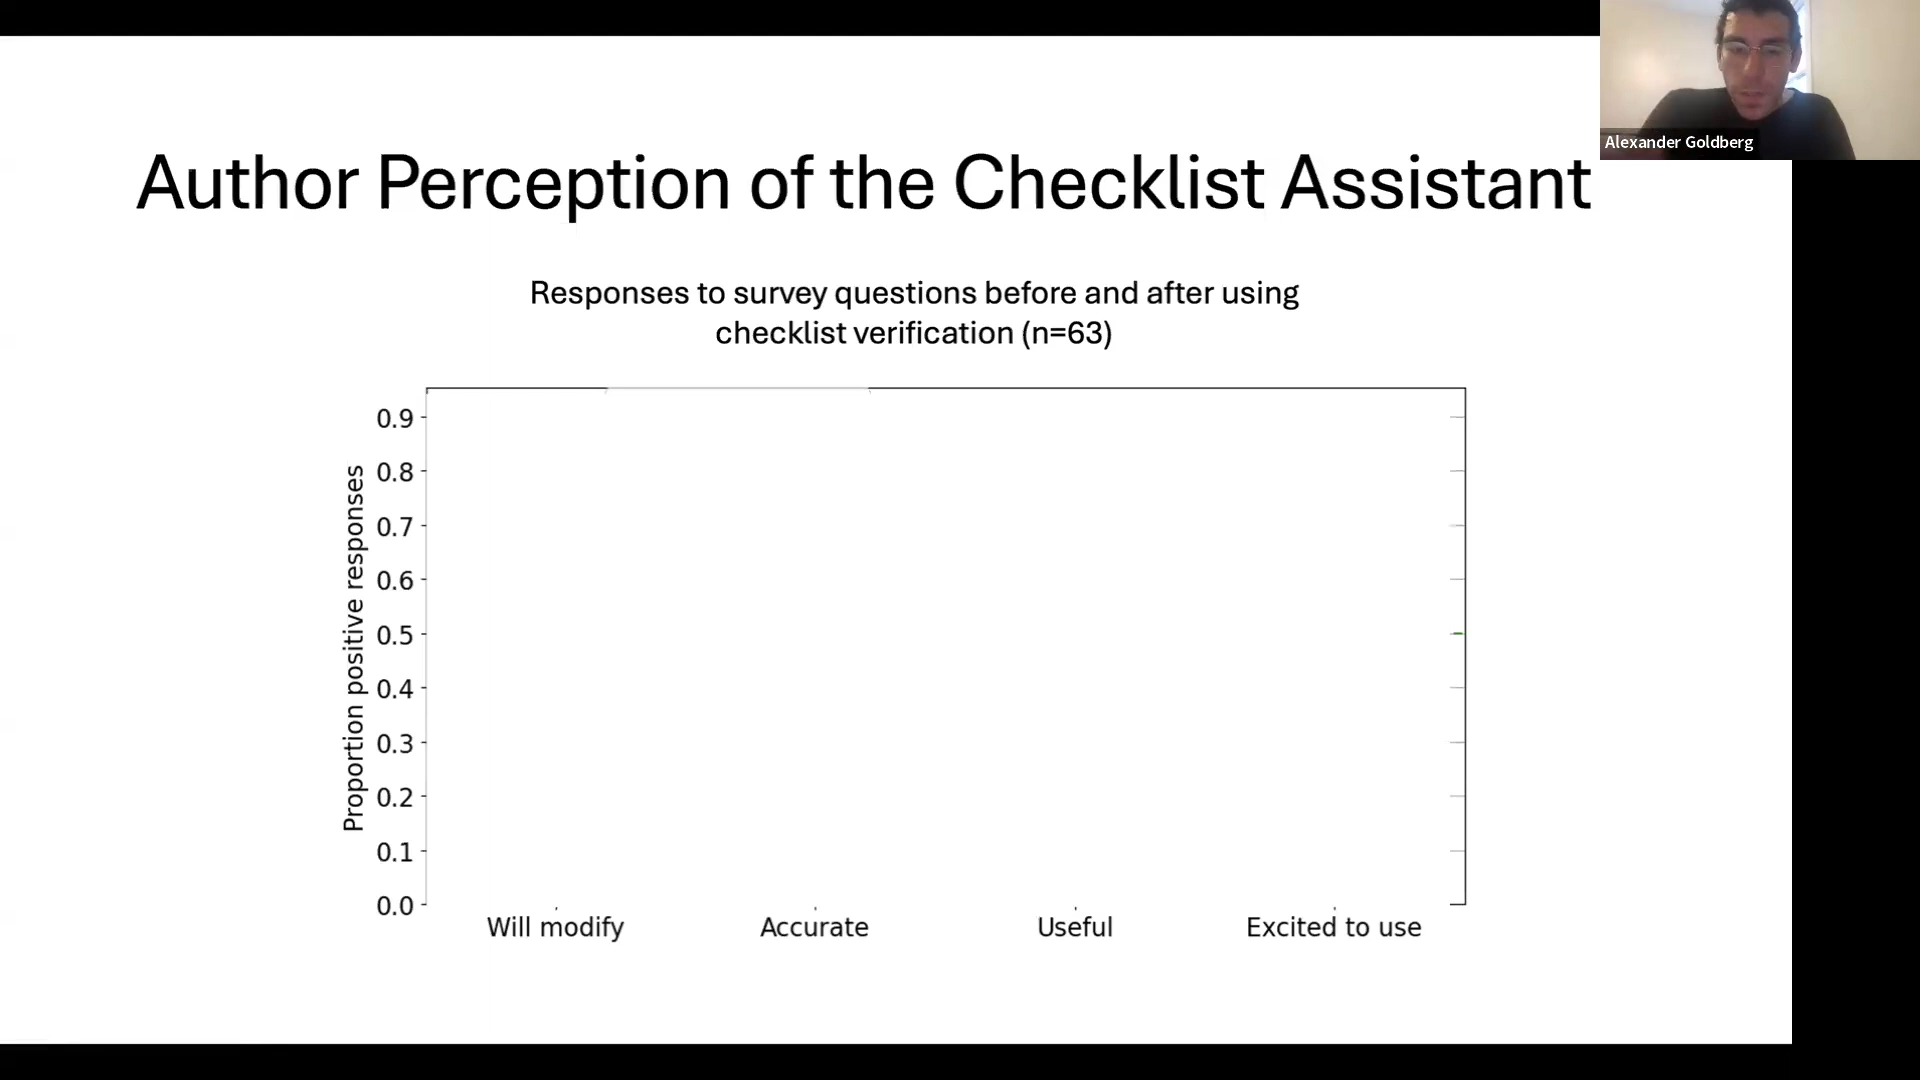 Alexander Goldberg
Author Perception of the Checklist Assistant
Responses to survey questions before and after using
checklist verification (n=63)
Proportion positive responses
0.9
0.8
0.7
0.6
0.5
0.4
0.3
0.2
0.1
0.0
Will modify
Accurate
Useful
Excited to use